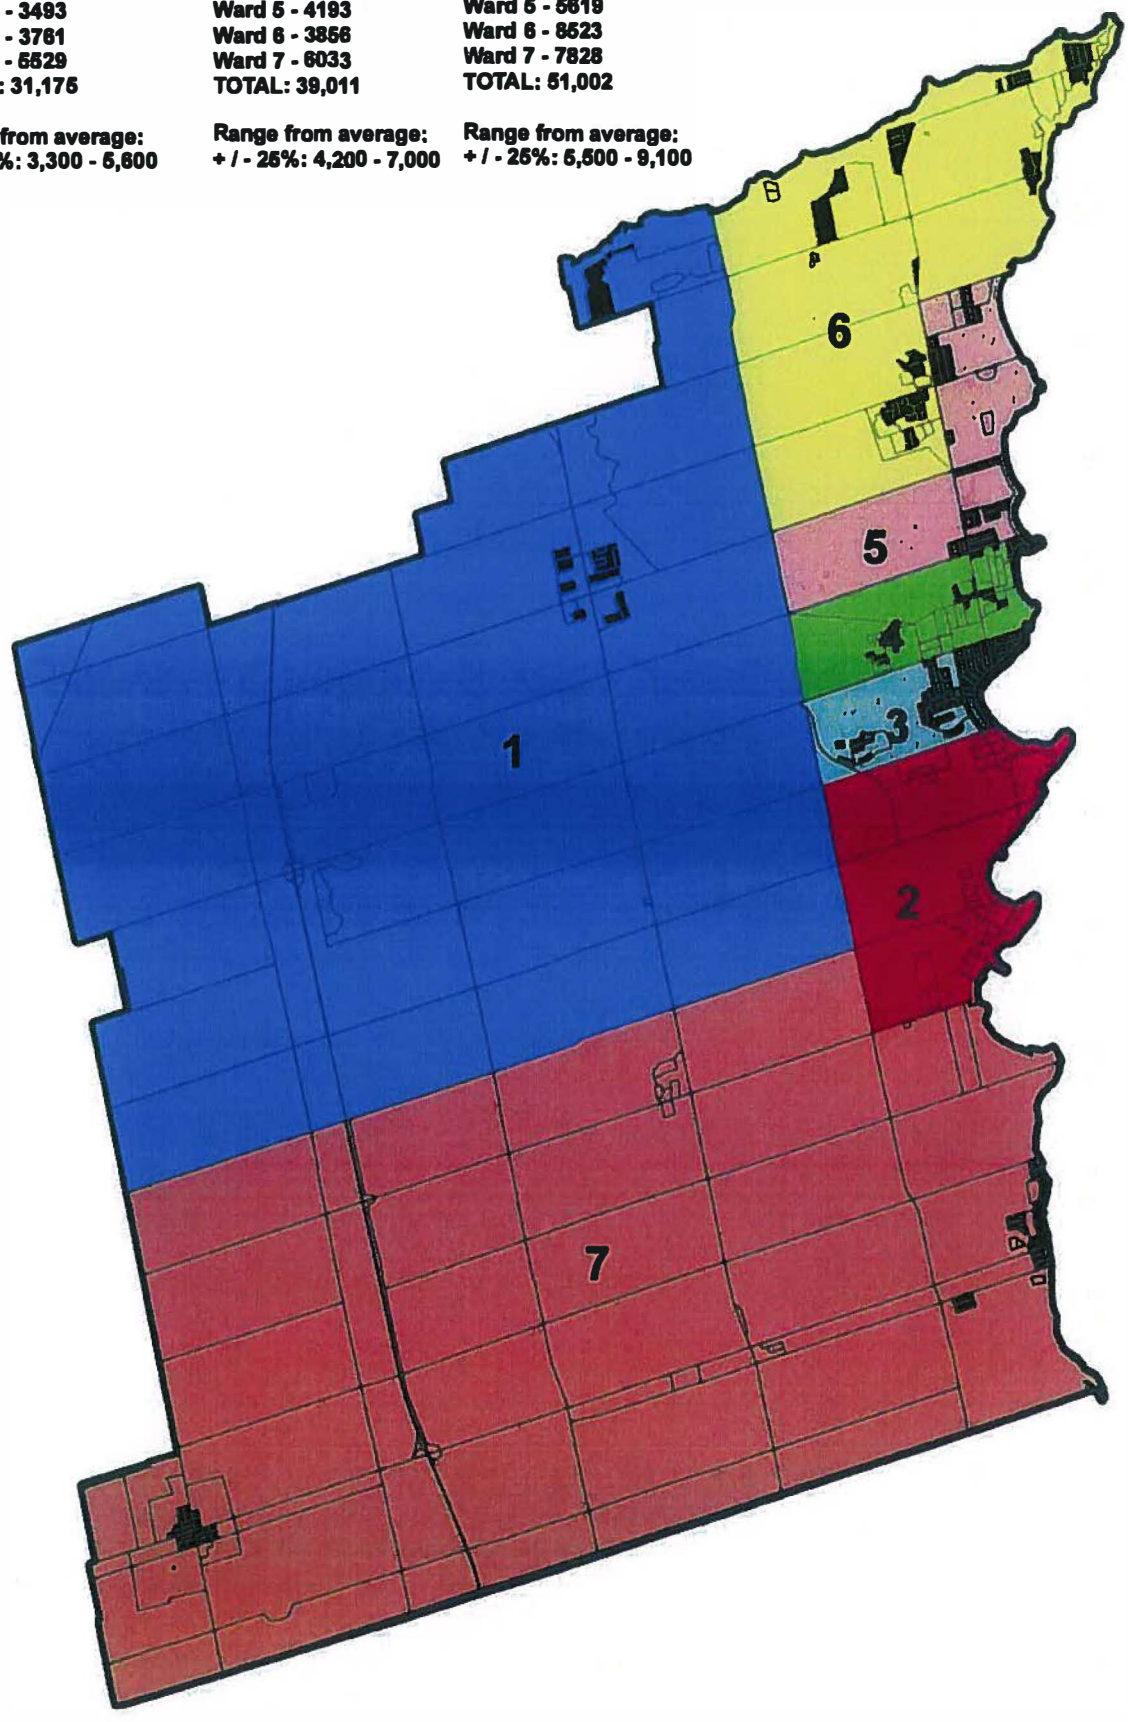 - 3493
- 3761
- 5529
: 31,175
from average:
%: 3,300 - 5,600
Ward 5 - 4193
Ward 6 - 3856
Ward 7 - 6033
TOTAL: 39,011
Range from average:
+ / - 25%: 4,200 - 7,000
Ward 5 - 5619
Ward 6 - 8523
Ward 7 - 7828
TOTAL: 51,002
Range from average:
+ / - 25%: 5,500 - 9,100
6
5
3
1
2
7